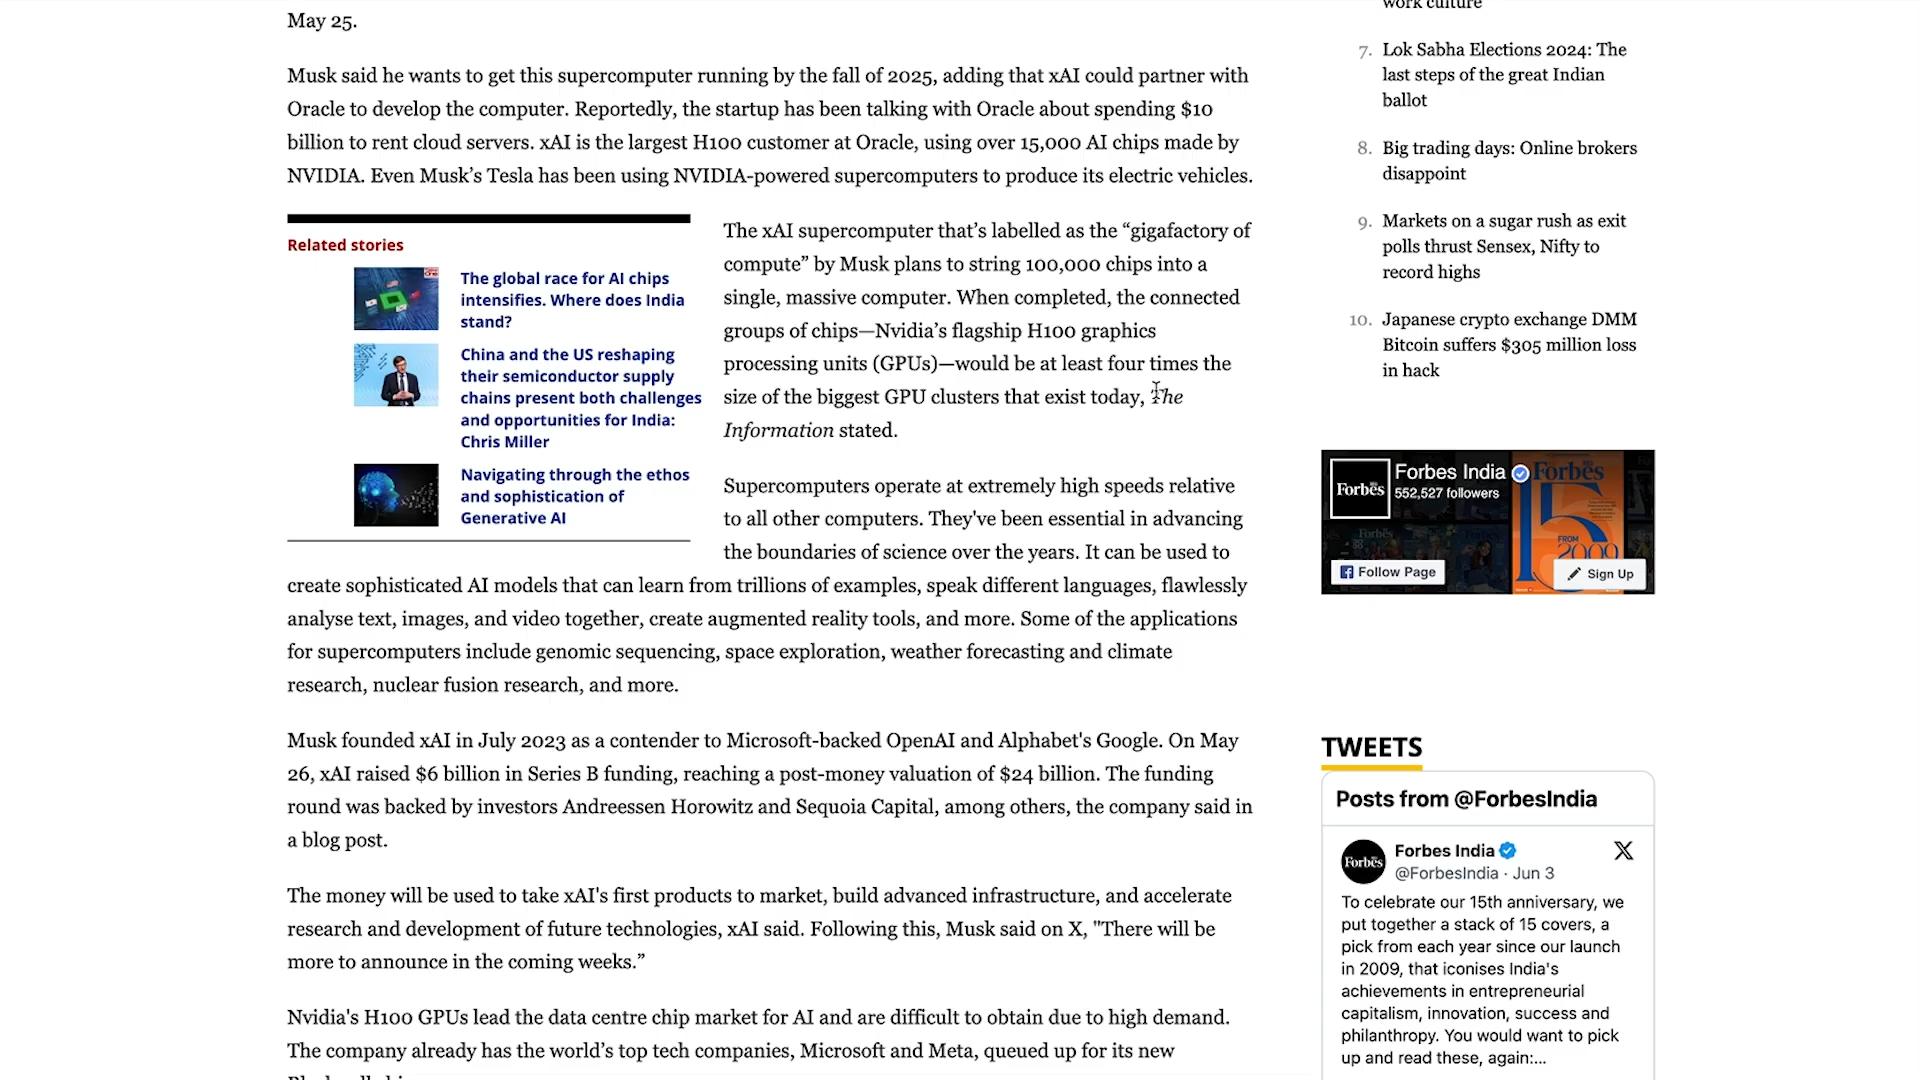 May 25.
Musk said he wants to get this supercomputer running by the fall of 2025, adding that xAI could partner with
Oracle to develop the computer. Reportedly, the startup has been talking with Oracle about spending $10
billion to rent cloud servers. xAI is the largest H100 customer at Oracle, using over 15,000 AI chips made by
NVIDIA. Even Musk’s Tesla has been using NVIDIA-powered supercomputers to produce its electric vehicles.
Related stories
The global race for AI chips
intensifies. Where does India
stand?
China and the US reshaping
their semiconductor supply
chains present both challenges
and opportunities for India:
Chris Miller
Navigating through the ethos
and sophistication of
Generative AI
The xAI supercomputer that’s labelled as the “gigafactory of
compute” by Musk plans to string 100,000 chips into a
single, massive computer. When completed, the connected
groups of chips—Nvidia’s flagship H100 graphics
processing units (GPUs)—would be at least four times the
size of the biggest GPU clusters that exist today, The
Information stated.
Supercomputers operate at extremely high speeds relative
to all other computers. They've been essential in advancing
the boundaries of science over the years. It can be used to
create sophisticated AI models that can learn from trillions of examples, speak different languages, flawlessly
analyse text, images, and video together, create augmented reality tools, and more. Some of the applications
for supercomputers include genomic sequencing, space exploration, weather forecasting and climate
research, nuclear fusion research, and more.
Musk founded xAI in July 2023 as a contender to Microsoft-backed OpenAI and Alphabet's Google. On May
26, xAI raised $6 billion in Series B funding, reaching a post-money valuation of $24 billion. The funding
round was backed by investors Andreessen Horowitz and Sequoia Capital, among others, the company said in
a blog post.
The money will be used to take xAI's first products to market, build advanced infrastructure, and accelerate
research and development of future technologies, xAI said. Following this, Musk said on X, "There will be
more to announce in the coming weeks.”
Nvidia's H100 GPUs lead the data centre chip market for AI and are difficult to obtain due to high demand.
The company already has the world’s top tech companies, Microsoft and Meta, queued up for its new
work culture
7. Lok Sabha Elections 2024: The
last steps of the great Indian
ballot
8. Big trading days: Online brokers
disappoint
9. Markets on a sugar rush as exit
polls thrust Sensex, Nifty to
record highs
10. Japanese crypto exchange DMM
Bitcoin suffers $305 million loss
in hack
Forbes
Forbes India
552,527 followers
Forbes
15
FROM
2009
Follow Page
Sign Up
TWEETS
Posts from @ForbesIndia
Forbes
Forbes India
@ForbesIndia · Jun 3
To celebrate our 15th anniversary, we
put together a stack of 15 covers, a
pick from each year since our launch
in 2009, that iconises India's
achievements in entrepreneurial
capitalism, innovation, success and
philanthropy. You would want to pick
up and read these, again:...